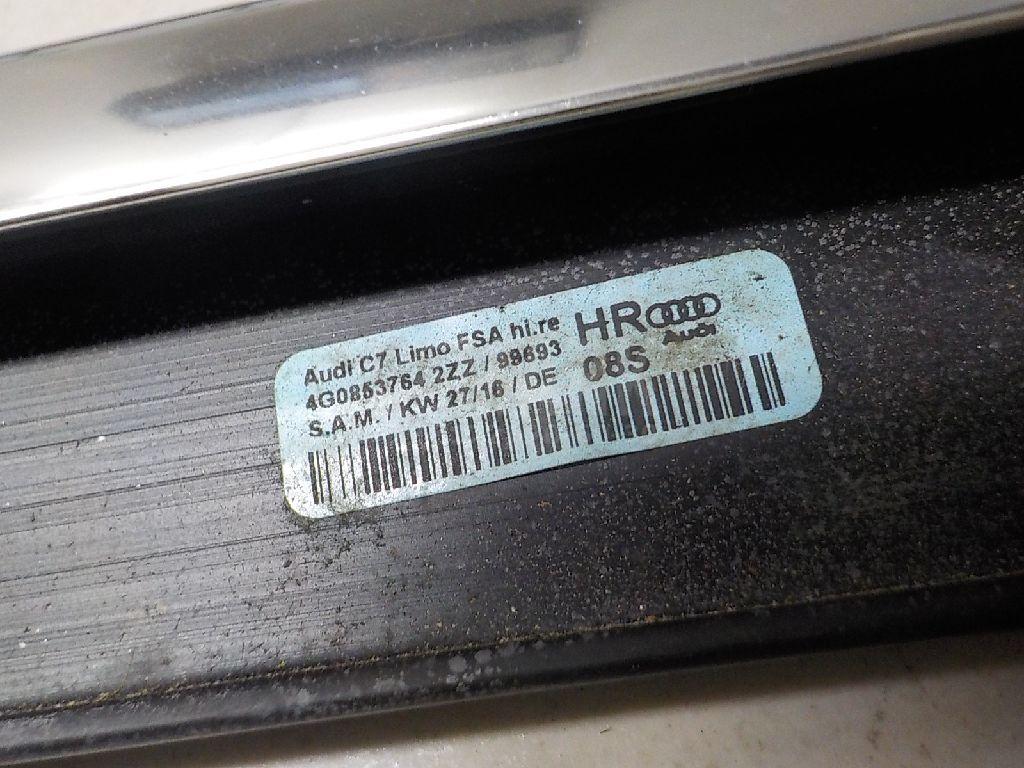 Audi C7 Limo FSA hi.re HR
4G0853764 2ZZ / 99693 Audi
S.A.M. / KW 27/16 / DE 08S